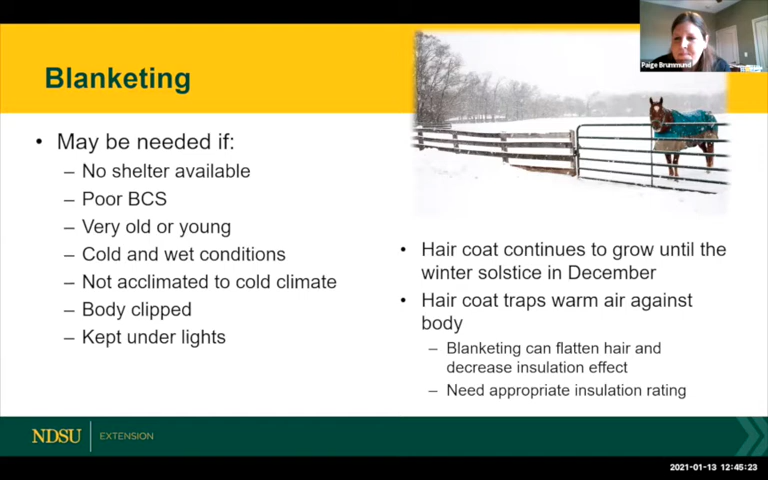 Blanketing
Paige Brummund
• May be needed if:
– No shelter available
– Poor BCS
– Very old or young
– Cold and wet conditions
– Not acclimated to cold climate
– Body clipped
– Kept under lights
• Hair coat continues to grow until the
winter solstice in December
• Hair coat traps warm air against
body
– Blanketing can flatten hair and
decrease insulation effect
– Need appropriate insulation rating
NDSU EXTENSION
2021-01-13 12:45:23